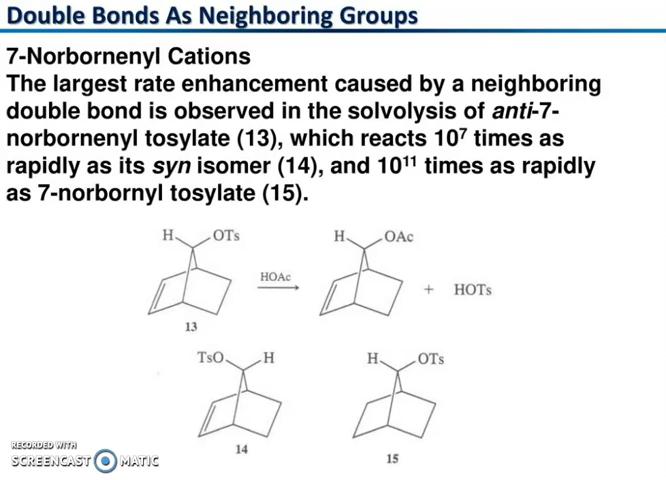 Double Bonds As Neighboring Groups
7-Norbornenyl Cations
The largest rate enhancement caused by a neighboring
double bond is observed in the solvolysis of anti-7-
norbornenyl tosylate (13), which reacts 10⁷ times as
rapidly as its syn isomer (14), and 10¹¹ times as rapidly
as 7-norbornyl tosylate (15).
H OTs H OAc
HOAc + HOTs
13
TsO H H OTs
14 15
RECORDED WITH
SCREENCAST MATIC